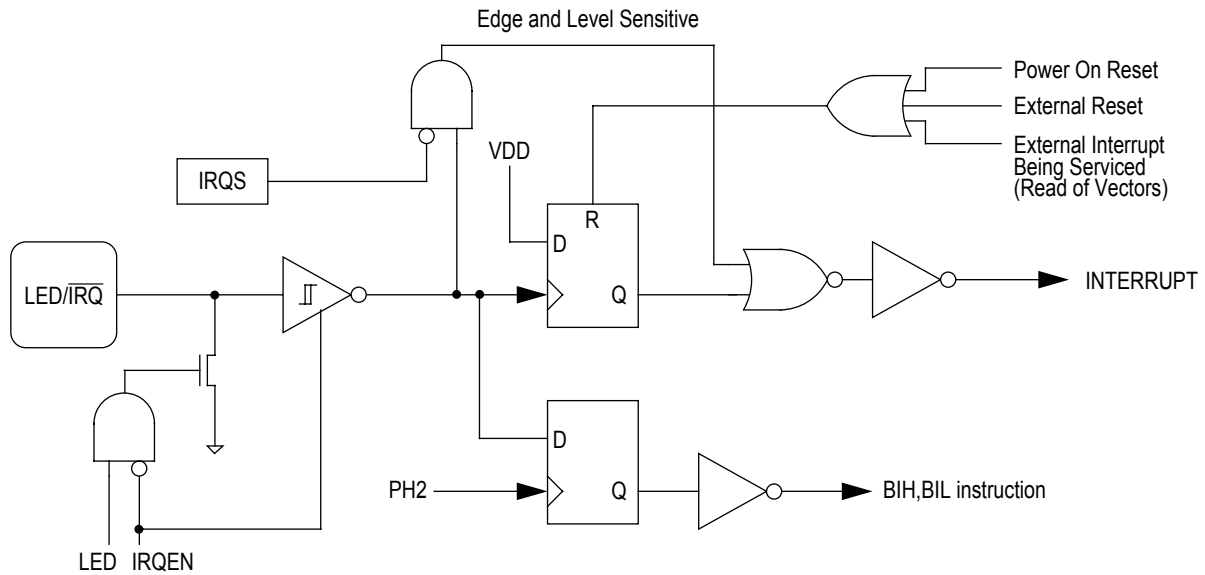 Edge and Level Sensitive
Power On Reset
External Reset
External Interrupt
Being Serviced
(Read of Vectors)
VDD
IRQS
R
D
Q
LED/I̅R̅Q̅
INTERRUPT
D
Q
PH2
BIH,BIL instruction
LED
IRQEN